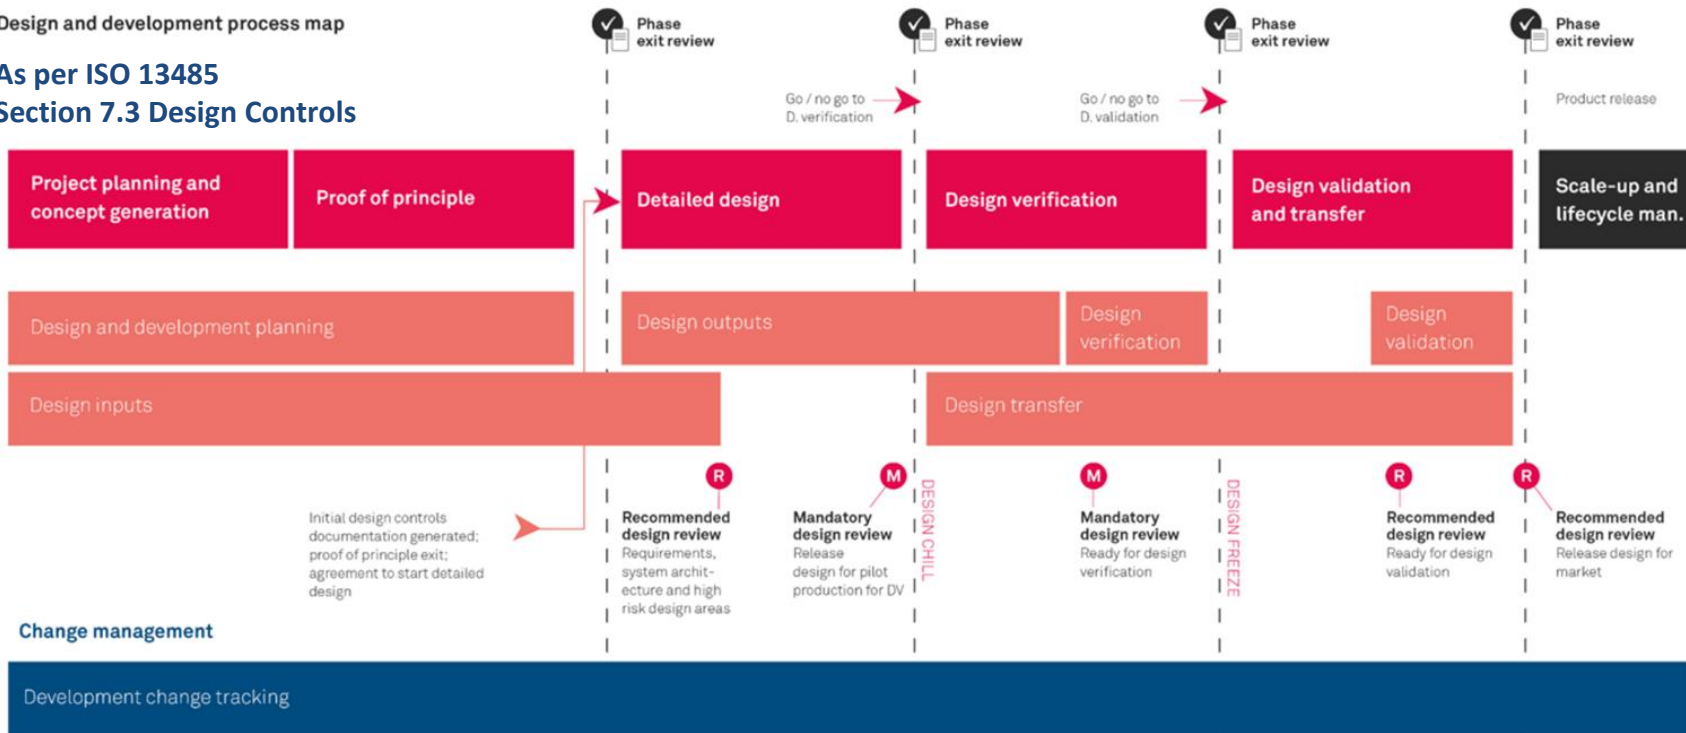 Design and development process map
As per ISO 13485
Section 7.3 Design Controls
Phase
exit review
Phase
exit review
Phase
exit review
Phase
exit review
Go / no go to
D. verification
Go / no go to
D. validation
Product release
Project planning and
concept generation
Proof of principle
Detailed design
Design verification
Design validation
and transfer
Scale-up and
lifecycle man.
Design and development planning
Design outputs
Design
verification
Design
validation
Design inputs
Design transfer
R
M
M
R
R
DESIGN CHILL
DESIGN FREEZE
Initial design controls
documentation generated;
proof of principle exit;
agreement to start detailed
design
Recommended
design review
Requirements,
system archit-
ecture and high
risk design areas
Mandatory
design review
Release
design for pilot
production for DV
Mandatory
design review
Ready for design
verification
Recommended
design review
Ready for design
validation
Recommended
design review
Release design for
market
Change management
Development change tracking